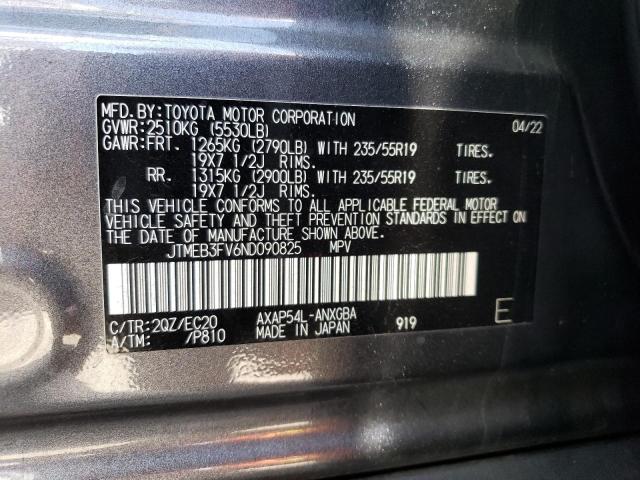 MFD.BY:TOYOTA MOTOR CORPORATION 04/22
GVWR:2510KG (5530LB)
GAWR:FRT. 1265KG (2790LB) WITH 235/55R19 TIRES.
19X7 1/2J RIMS.
RR. 1315KG (2900LB) WITH 235/55R19 TIRES.
19X7 1/2J RIMS.
THIS VEHICLE CONFORMS TO ALL APPLICABLE FEDERAL MOTOR
VEHICLE SAFETY AND THEFT PREVENTION STANDARDS IN EFFECT ON
THE DATE OF MANUFACTURE SHOWN ABOVE.
JTMEB3FV6ND090825 MPV
C/TR:2QZ/EC20 AXAP54L-ANXGBA
A/TM: /P810 MADE IN JAPAN 919 E